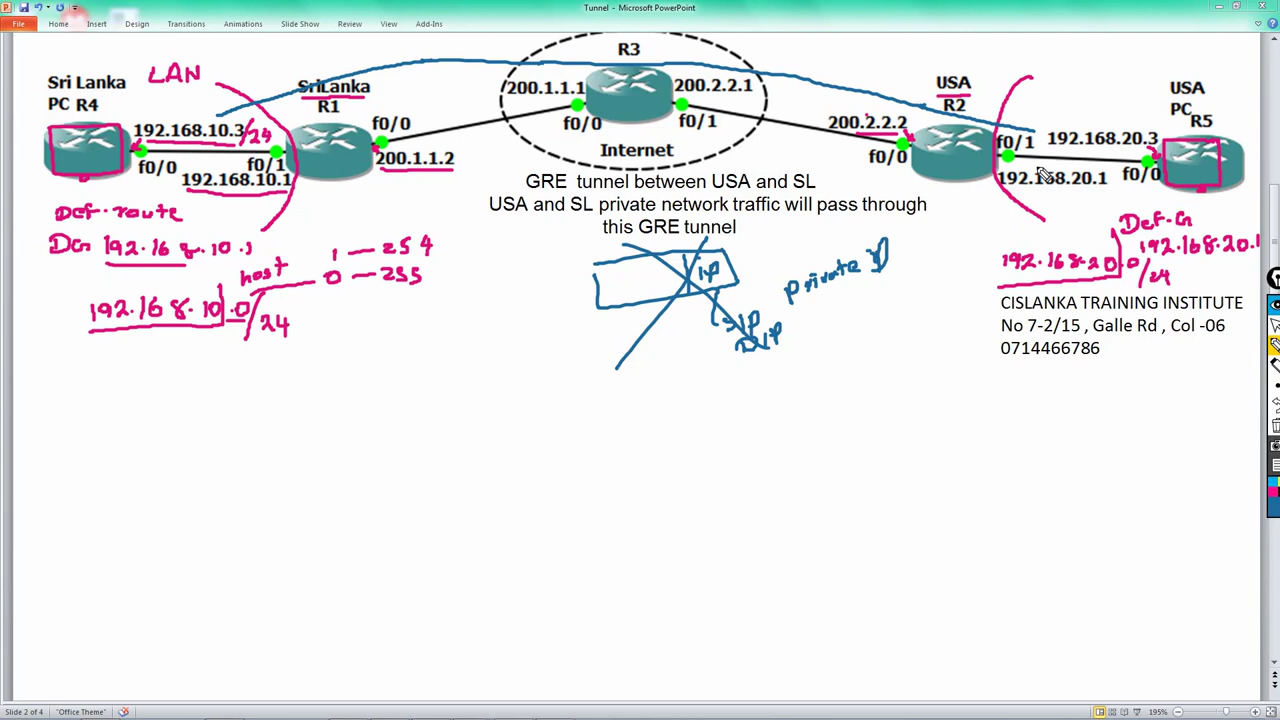 Tunnel - Microsoft PowerPoint
File Home Insert Design Transitions Animations Slide Show Review View Add-Ins
R3
Sri Lanka
PC R4
LAN
SriLanka
R1
200.1.1.1
200.2.2.1
USA
R2
USA
PC
R5
192.168.10.3/24
f0/0
f0/0
f0/1
200.2.2.2
f0/1
192.168.20.3
f0/0
f0/1
200.1.1.2
Internet
f0/0
f0/0
192.168.10.1
192.168.20.1
GRE tunnel between USA and SL
USA and SL private network traffic will pass through
this GRE tunnel
Def. route
DG 192.168.10.1
host
1 - 254
0 - 255
192.168.10.0/24
IP
SIP
DIP
private
Def.G
192.168.20.1
192.168.20.0/24
CISLANKA TRAINING INSTITUTE
No 7-2/15 , Galle Rd , Col -06
0714466786
Slide 2 of 4 "Office Theme" 195%